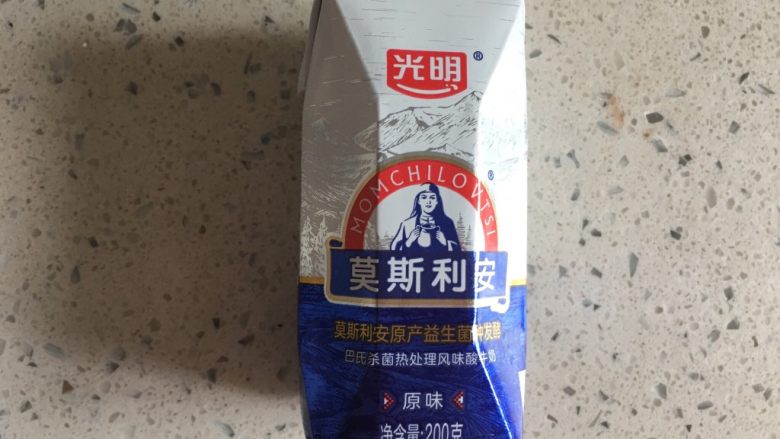 光明®
MOMCHILOVTSI®
莫斯利安
莫斯利安原产益生菌种发酵
巴氏杀菌热处理风味酸牛奶
原味
净含量:200克